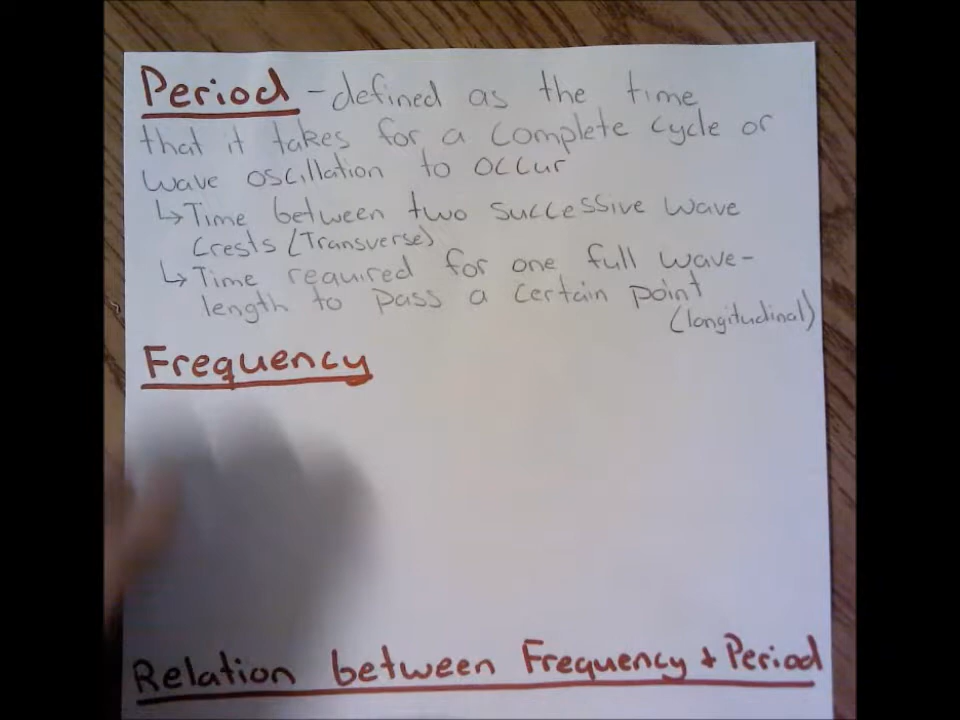 Period - defined as the time
that it takes for a complete cycle or
wave oscillation to occur
↳ Time between two successive wave
crests (Transverse)
↳ Time required for one full wave-
length to pass a certain point
(longitudinal)
Frequency
Relation between Frequency + Period